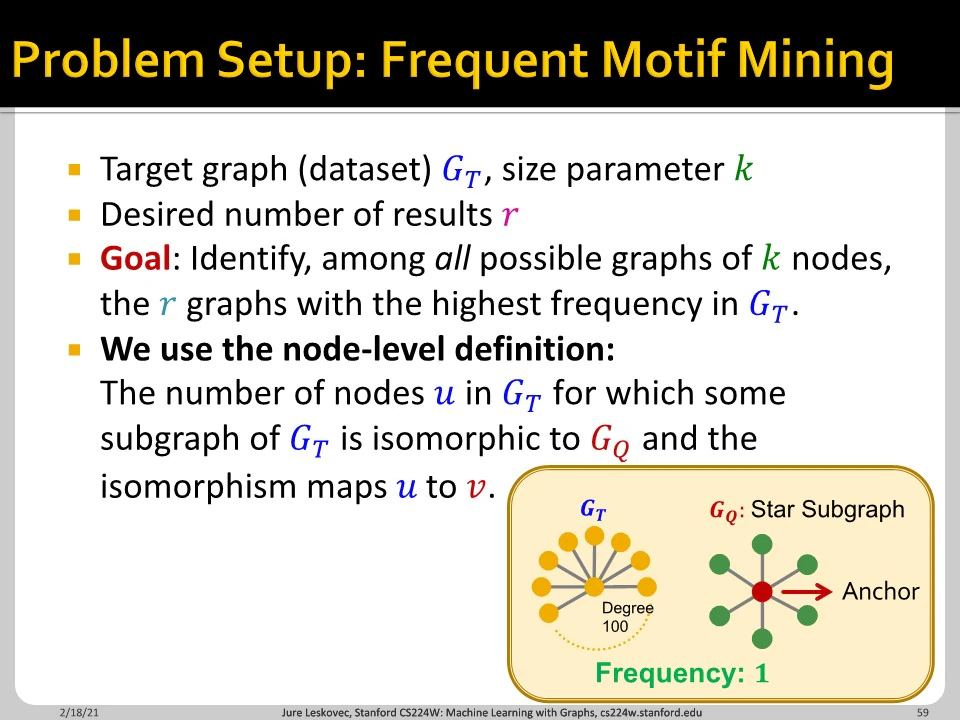 Problem Setup: Frequent Motif Mining
Target graph (dataset) G_T, size parameter k
Desired number of results r
Goal: Identify, among all possible graphs of k nodes,
the r graphs with the highest frequency in G_T.
We use the node-level definition:
The number of nodes u in G_T for which some
subgraph of G_T is isomorphic to G_Q and the
isomorphism maps u to v.
G_T
G_Q: Star Subgraph
Degree
100
Anchor
Frequency: 1
2/18/21
Jure Leskovec, Stanford CS224W: Machine Learning with Graphs, cs224w.stanford.edu
59